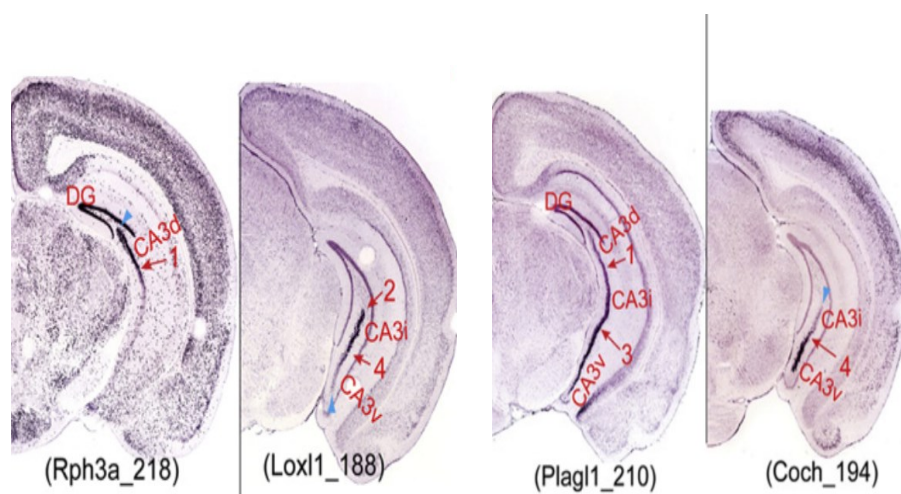 DG
CA3d
1
(Rph3a_218)
2
CA3i
4
CA3v
(Loxl1_188)
DG
CA3d
1
CA3i
3
CA3v
(Plagl1_210)
CA3i
4
CA3v
(Coch_194)